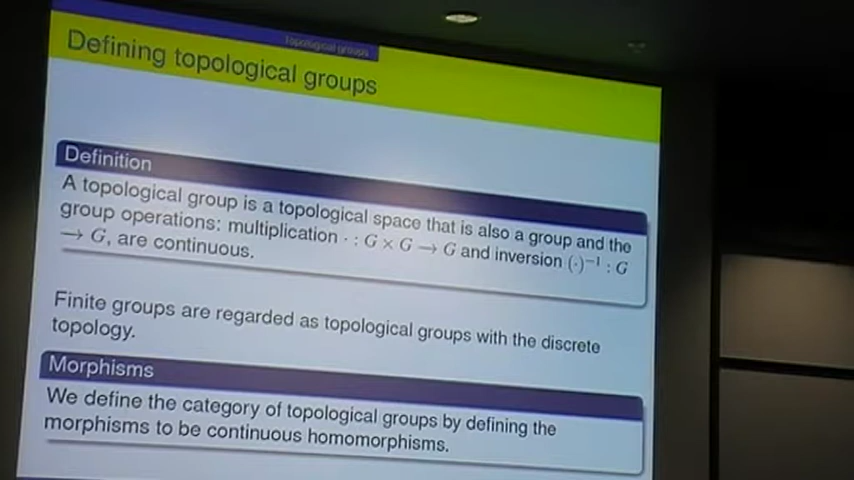 Topological groups
Defining topological groups
Definition
A topological group is a topological space that is also a group and the
group operations: multiplication · : G × G → G and inversion (·)⁻¹ : G
→ G, are continuous.
Finite groups are regarded as topological groups with the discrete
topology.
Morphisms
We define the category of topological groups by defining the
morphisms to be continuous homomorphisms.